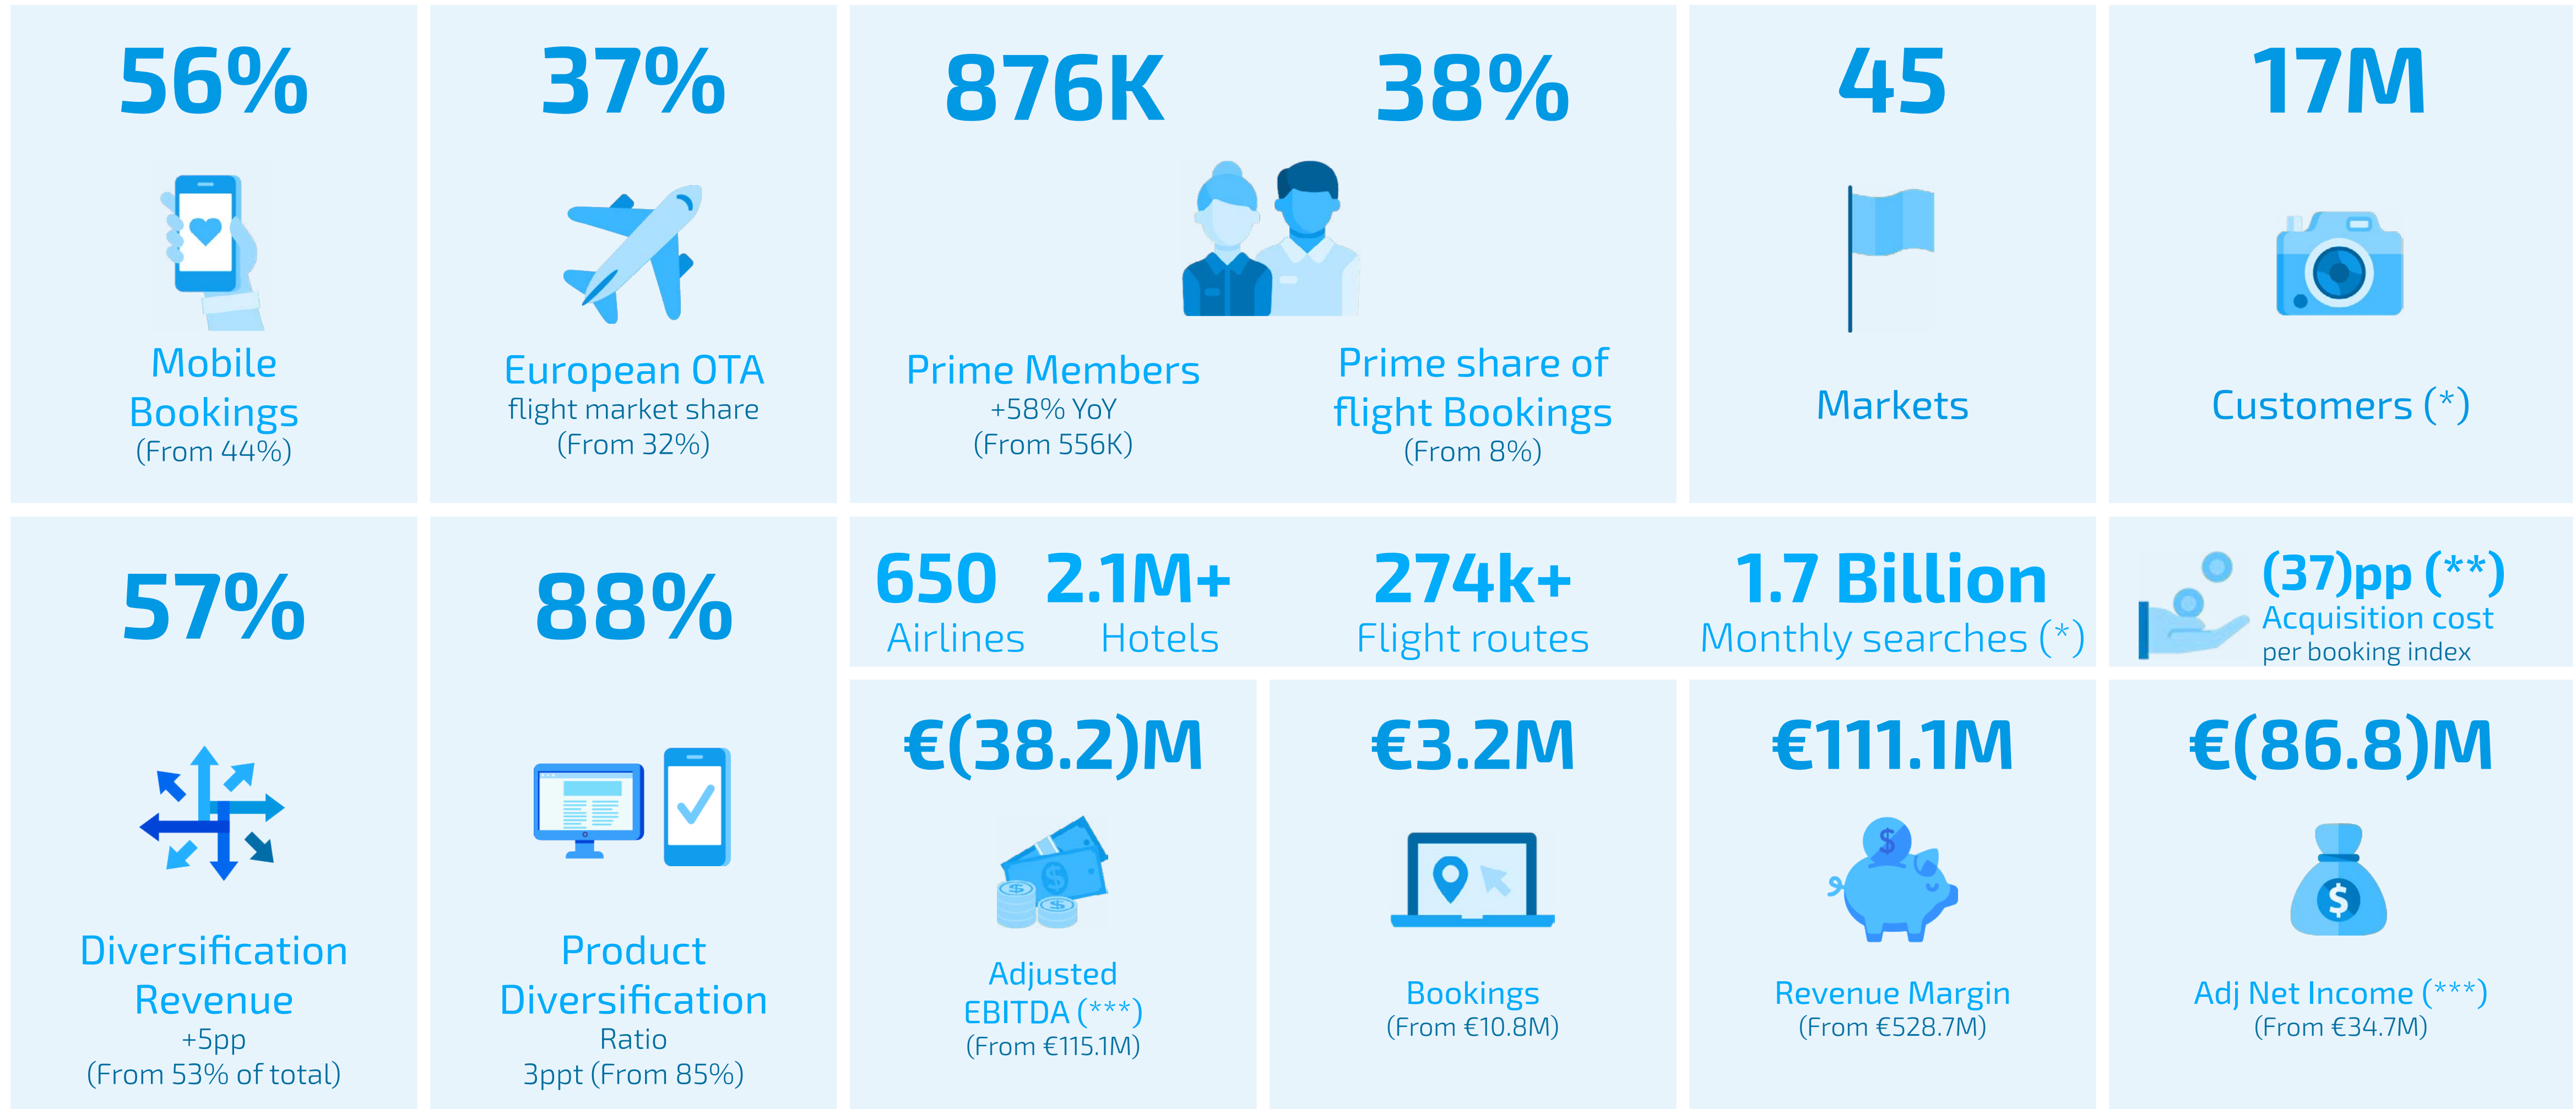 56%
Mobile
Bookings
(From 44%)
37%
European OTA
flight market share
(From 32%)
876K
Prime Members
+58% YoY
(From 556K)
38%
Prime share of
flight Bookings
(From 8%)
45
Markets
17M
Customers (*)
57%
Diversification
Revenue
+5pp
(From 53% of total)
88%
Product
Diversification
Ratio
3ppt (From 85%)
650
Airlines
2.1M+
Hotels
274k+
Flight routes
1.7 Billion
Monthly searches (*)
(37)pp (**)
Acquisition cost
per booking index
€(38.2)M
$
$
$
Adjusted
EBITDA (***)
(From €115.1M)
€3.2M
Bookings
(From €10.8M)
€111.1M
$
Revenue Margin
(From €528.7M)
€(86.8)M
$
Adj Net Income (***)
(From €34.7M)